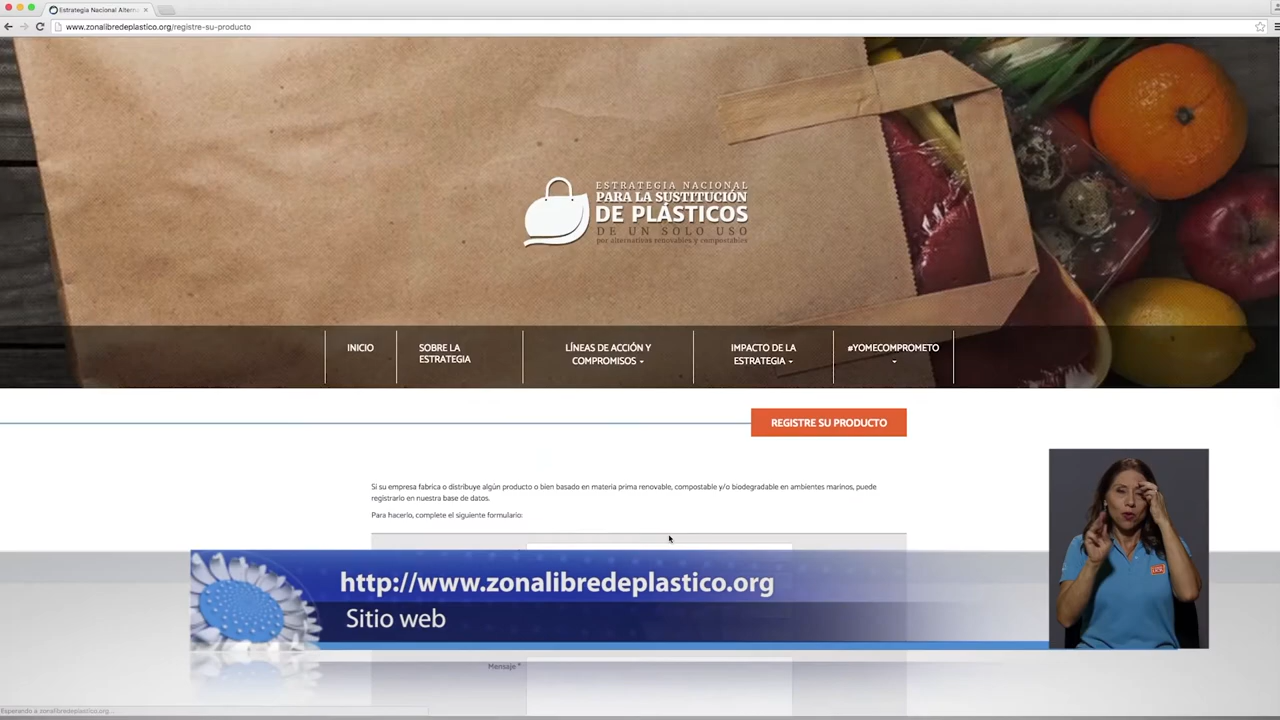 Estrategia Nacional Altern
www.zonalibredeplastico.org/registre-su-producto
ESTRATEGIA NACIONAL
PARA LA SUSTITUCIÓN
DE PLÁSTICOS
DE UN SÓLO USO
por alternativas renovables y compostables
INICIO
SOBRE LA
ESTRATEGIA
LÍNEAS DE ACCIÓN Y
COMPROMISOS
IMPACTO DE LA
ESTRATEGIA
#YOMECOMPROMETO
REGISTRE SU PRODUCTO
Si su empresa fabrica o distribuye algún producto o bien basado en materia prima renovable, compostable y/o biodegradable en ambientes marinos, puede
registrarlo en nuestra base de datos.
Para hacerlo, complete el siguiente formulario:
http://www.zonalibredeplastico.org
Sitio web
Mensaje *
Esperando a zonalibredeplastico.org...